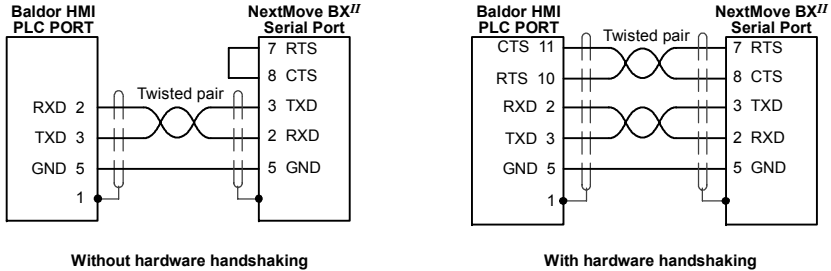 Baldor HMI
PLC PORT
NextMove BXII
Serial Port
7 RTS
8 CTS
Twisted pair
RXD 2
3 TXD
TXD 3
2 RXD
GND 5
5 GND
1
Without hardware handshaking
Baldor HMI
PLC PORT
NextMove BXII
Serial Port
CTS 11
Twisted pair
7 RTS
RTS 10
8 CTS
RXD 2
3 TXD
TXD 3
2 RXD
GND 5
5 GND
1
With hardware handshaking